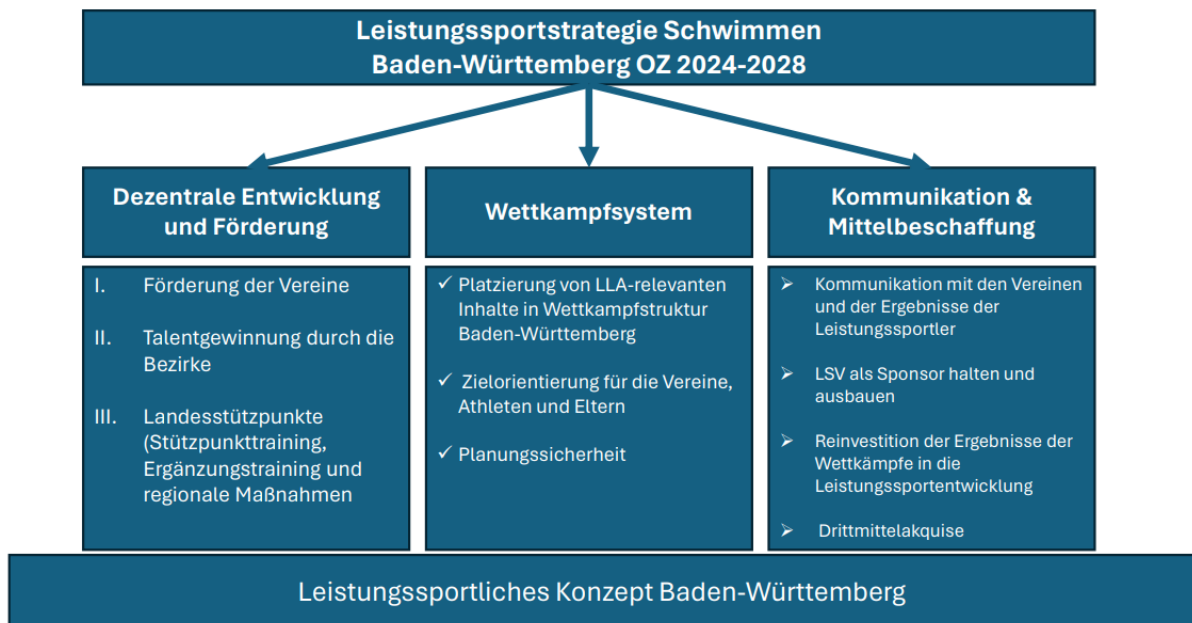 Leistungssportstrategie Schwimmen
Baden-Württemberg OZ 2024-2028
Dezentrale Entwicklung
und Förderung
I. Förderung der Vereine
II. Talentgewinnung durch die
Bezirke
III. Landesstützpunkte
(Stützpunkttraining,
Ergänzungstraining und
regionale Maßnahmen
Wettkampfsystem
✓ Platzierung von LLA-relevanten
Inhalte in Wettkampfstruktur
Baden-Württemberg
✓ Zielorientierung für die Vereine,
Athleten und Eltern
✓ Planungssicherheit
Kommunikation &
Mittelbeschaffung
➢ Kommunikation mit den Vereinen
und der Ergebnisse der
Leistungssportler
➢ LSV als Sponsor halten und
ausbauen
➢ Reinvestition der Ergebnisse der
Wettkämpfe in die
Leistungssportentwicklung
➢ Drittmittelakquise
Leistungssportliches Konzept Baden-Württemberg